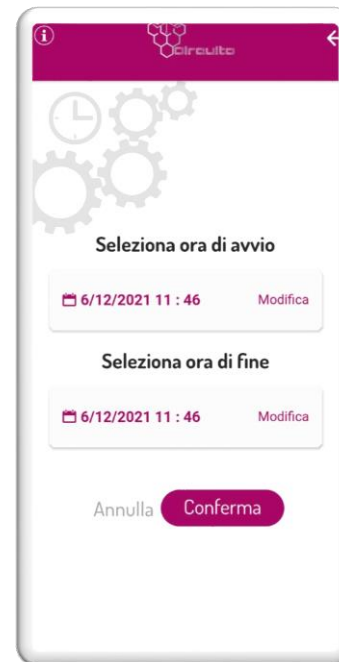 Circuito
Seleziona ora di avvio
6/12/2021 11 : 46 Modifica
Seleziona ora di fine
6/12/2021 11 : 46 Modifica
Annulla Conferma